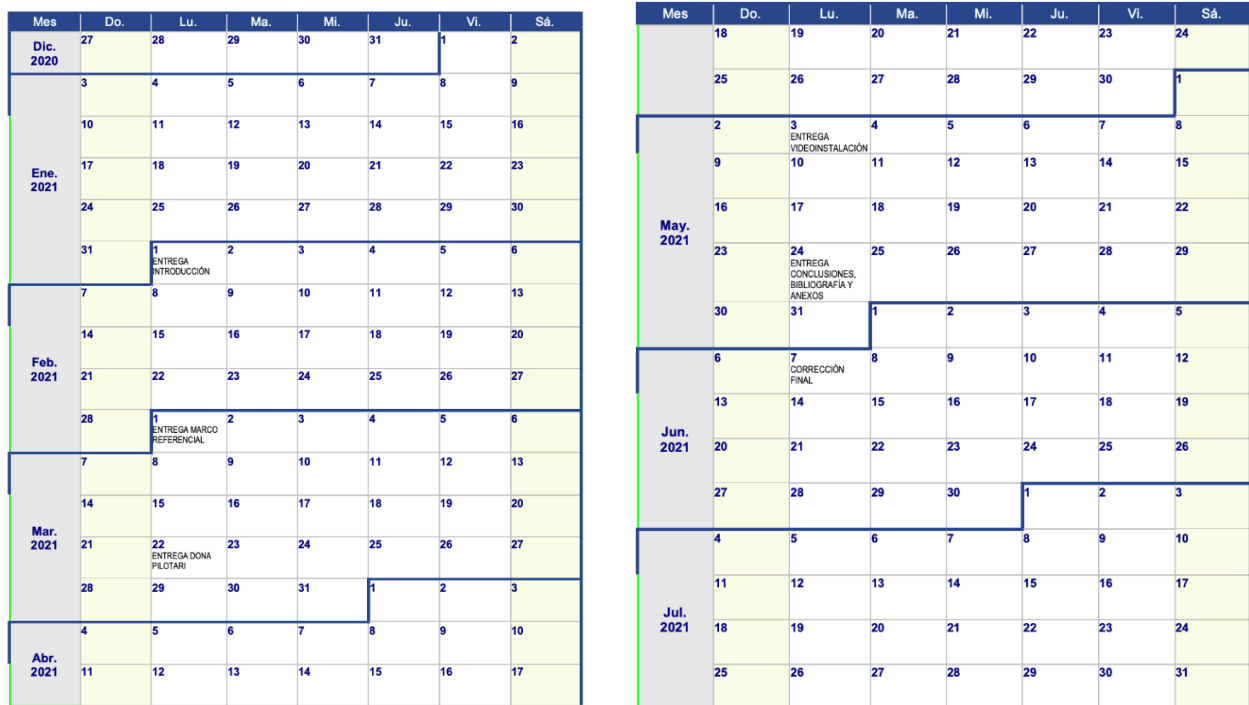 Mes Do. Lu. Ma. Mi. Ju. Vi. Sá.
Dic. 2020
27 28 29 30 31 1 2
3 4 5 6 7 8 9
10 11 12 13 14 15 16
Ene. 2021
17 18 19 20 21 22 23
24 25 26 27 28 29 30
31 1 2 3 4 5 6
ENTREGA
INTRODUCCIÓN
7 8 9 10 11 12 13
14 15 16 17 18 19 20
Feb. 2021
21 22 23 24 25 26 27
28 1 2 3 4 5 6
ENTREGA MARCO
REFERENCIAL
7 8 9 10 11 12 13
14 15 16 17 18 19 20
Mar. 2021
21 22 23 24 25 26 27
ENTREGA DONA
PILOTARI
28 29 30 31 1 2 3
4 5 6 7 8 9 10
Abr. 2021
11 12 13 14 15 16 17
Mes Do. Lu. Ma. Mi. Ju. Vi. Sá.
18 19 20 21 22 23 24
25 26 27 28 29 30 1
2 3 4 5 6 7 8
ENTREGA
VIDEOINSTALACIÓN
9 10 11 12 13 14 15
16 17 18 19 20 21 22
May. 2021
23 24 25 26 27 28 29
ENTREGA
CONCLUSIONES,
BIBLIOGRAFÍA Y
ANEXOS
30 31 1 2 3 4 5
6 7 8 9 10 11 12
CORRECCIÓN
FINAL
13 14 15 16 17 18 19
Jun. 2021
20 21 22 23 24 25 26
27 28 29 30 1 2 3
4 5 6 7 8 9 10
11 12 13 14 15 16 17
Jul. 2021
18 19 20 21 22 23 24
25 26 27 28 29 30 31